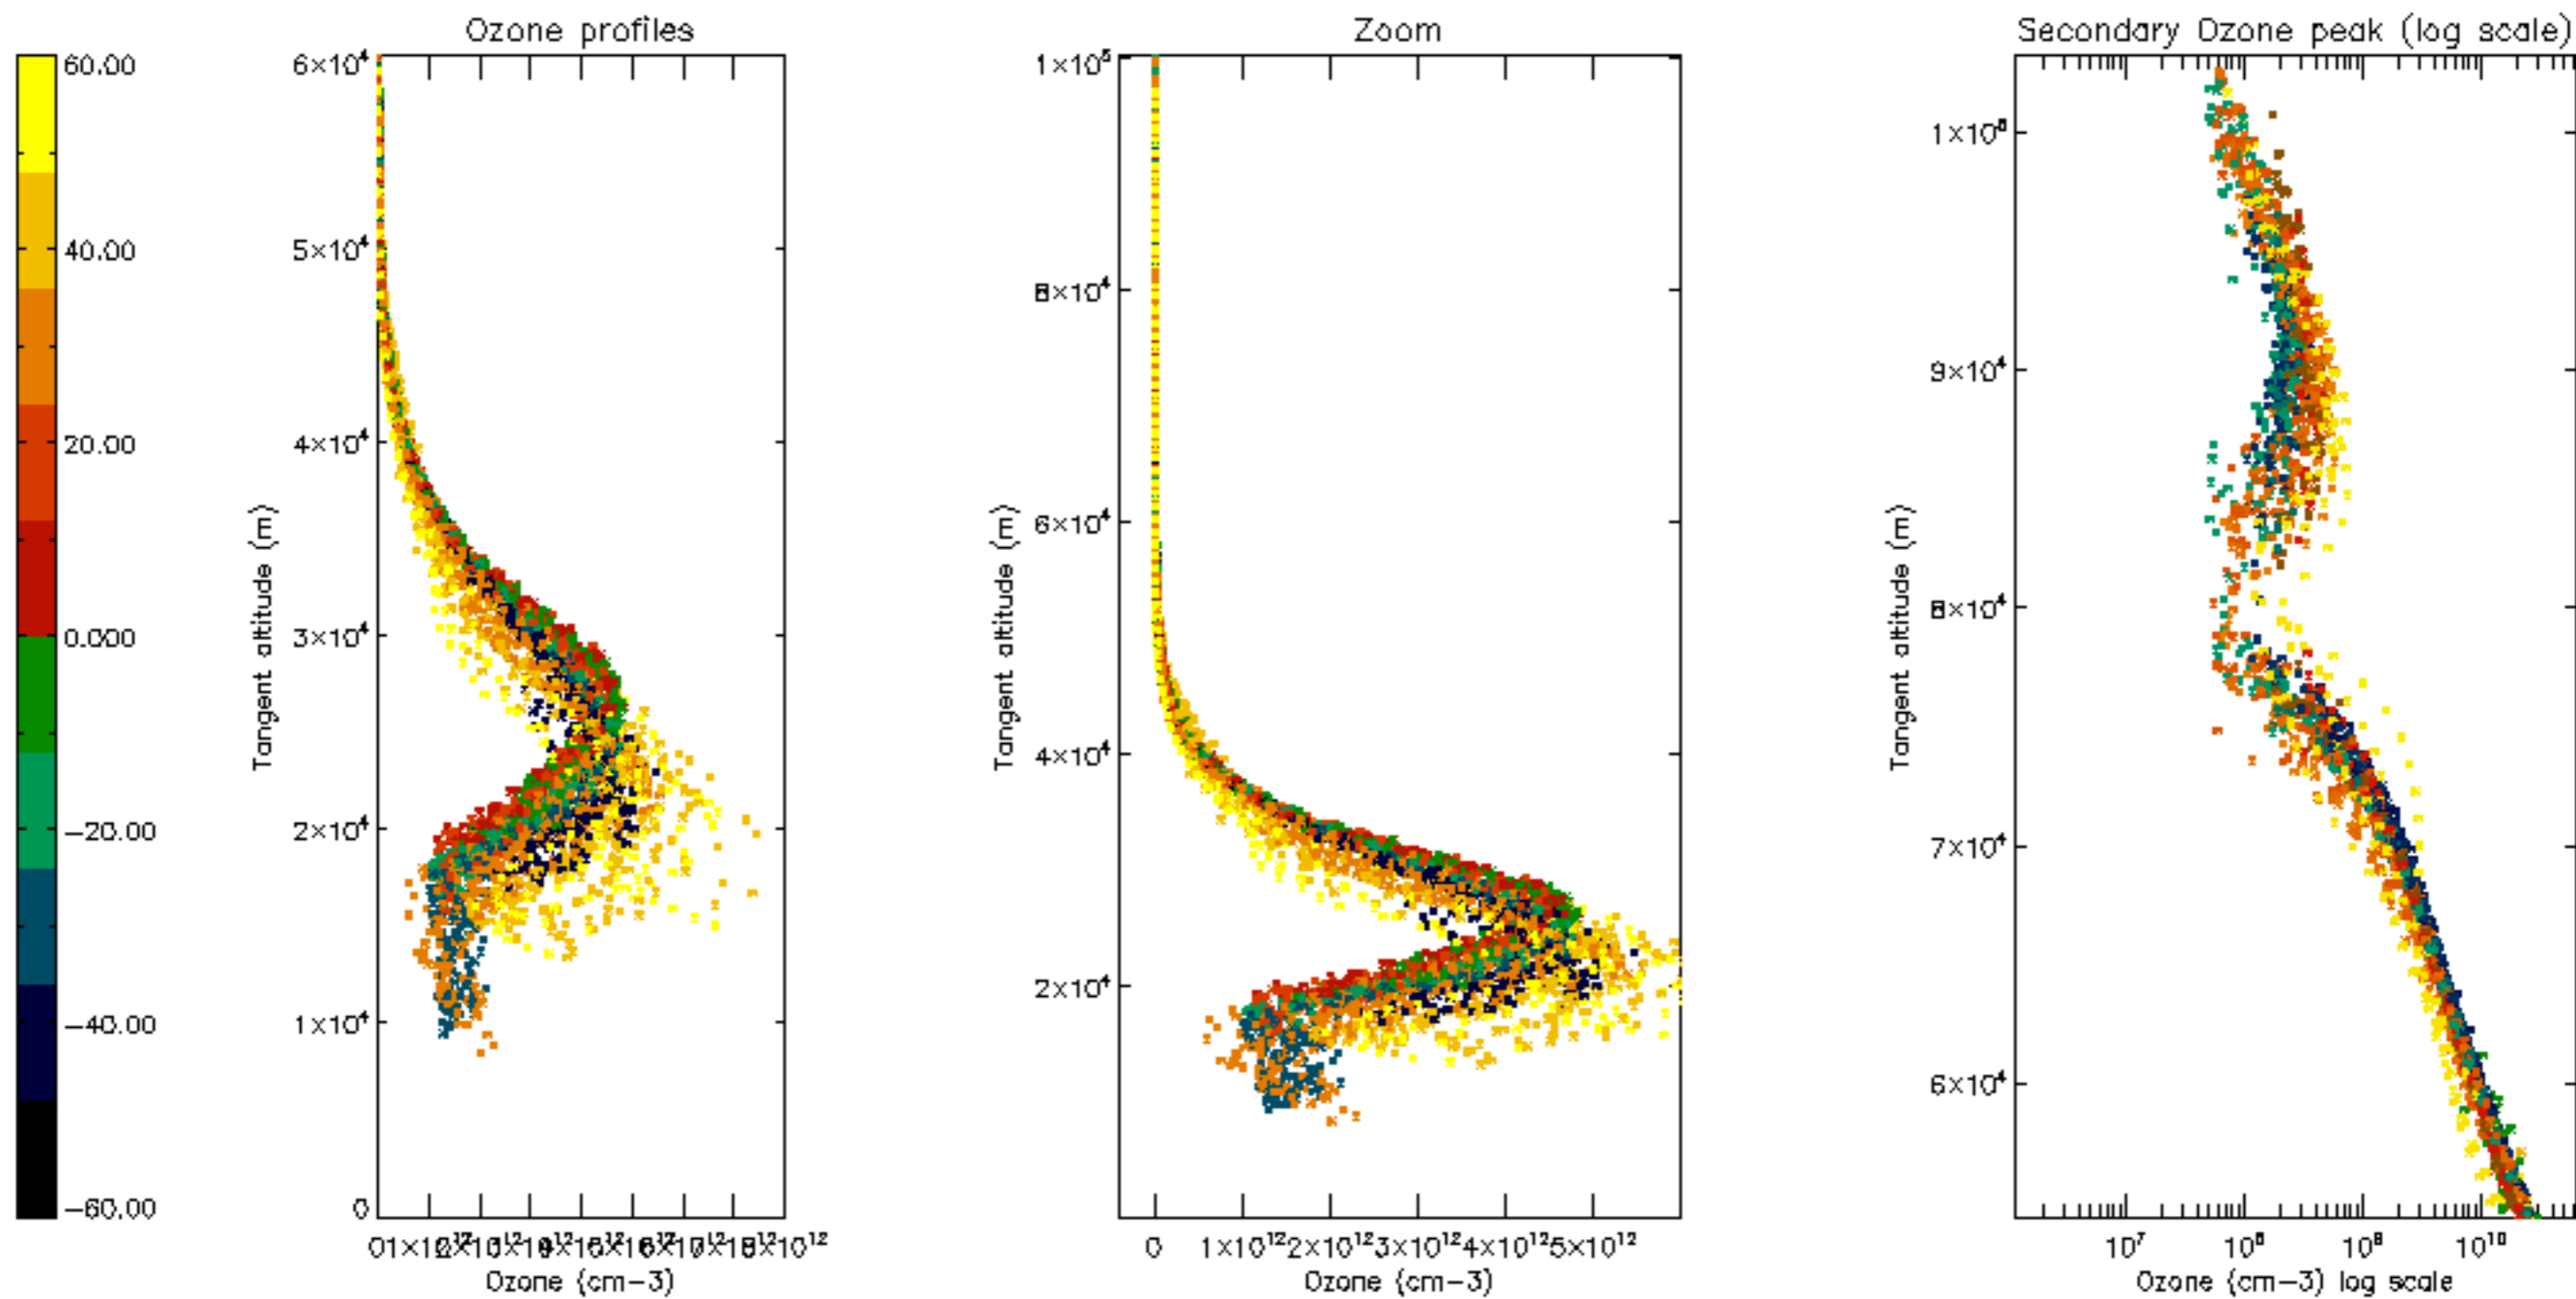 Ozone profiles
Zoom
Secondary Ozone peak (log scale)
60.00
40.00
20.00
0.000
−20.00
−40.00
−60.00
6×10⁴
5×10⁴
4×10⁴
3×10⁴
2×10⁴
1×10⁴
0
Tangent altitude (m)
Ozone (cm−3)
1×10⁵
8×10⁴
6×10⁴
4×10⁴
2×10⁴
Tangent altitude (m)
0 1×10¹² 2×10¹² 3×10¹² 4×10¹² 5×10¹²
Ozone (cm−3)
9×10⁴
8×10⁴
7×10⁴
6×10⁴
Tangent altitude (m)
10⁷ 10⁸ 10⁹ 10¹⁰
Ozone (cm−3) log scale